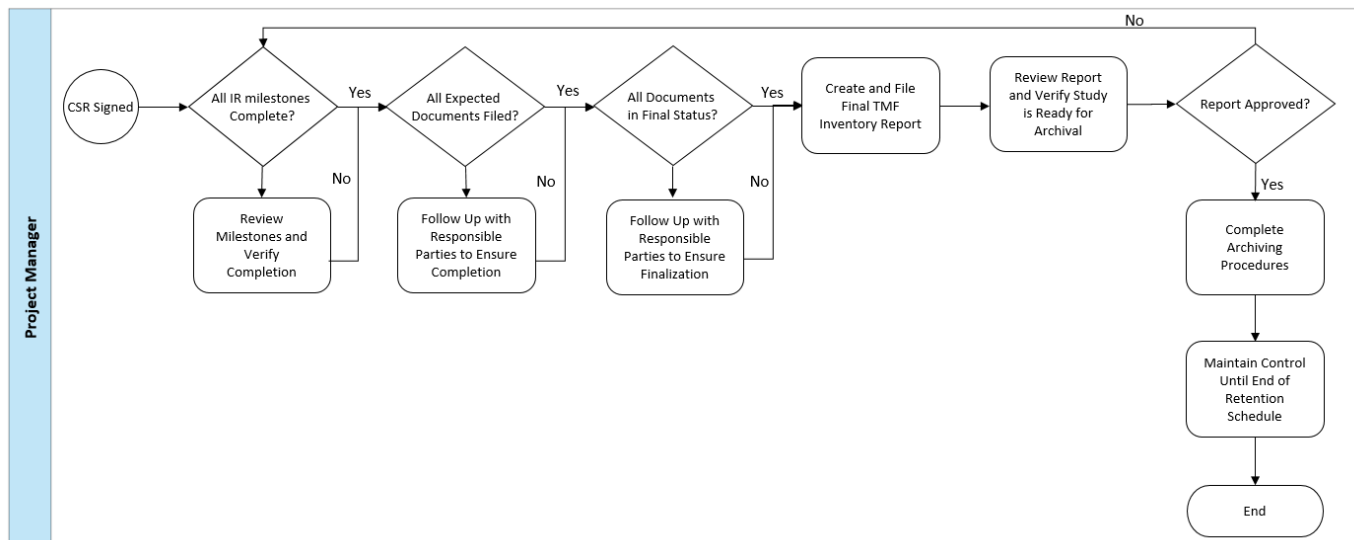 Project Manager
CSR Signed
All IR milestones
Complete?
Yes
No
Review
Milestones and
Verify
Completion
All Expected
Documents Filed?
Yes
No
Follow Up with
Responsible
Parties to Ensure
Completion
All Documents
in Final Status?
Yes
No
Follow Up with
Responsible
Parties to Ensure
Finalization
Create and File
Final TMF
Inventory Report
Review Report
and Verify Study
is Ready for
Archival
Report Approved?
No
Yes
Complete
Archiving
Procedures
Maintain Control
Until End of
Retention
Schedule
End